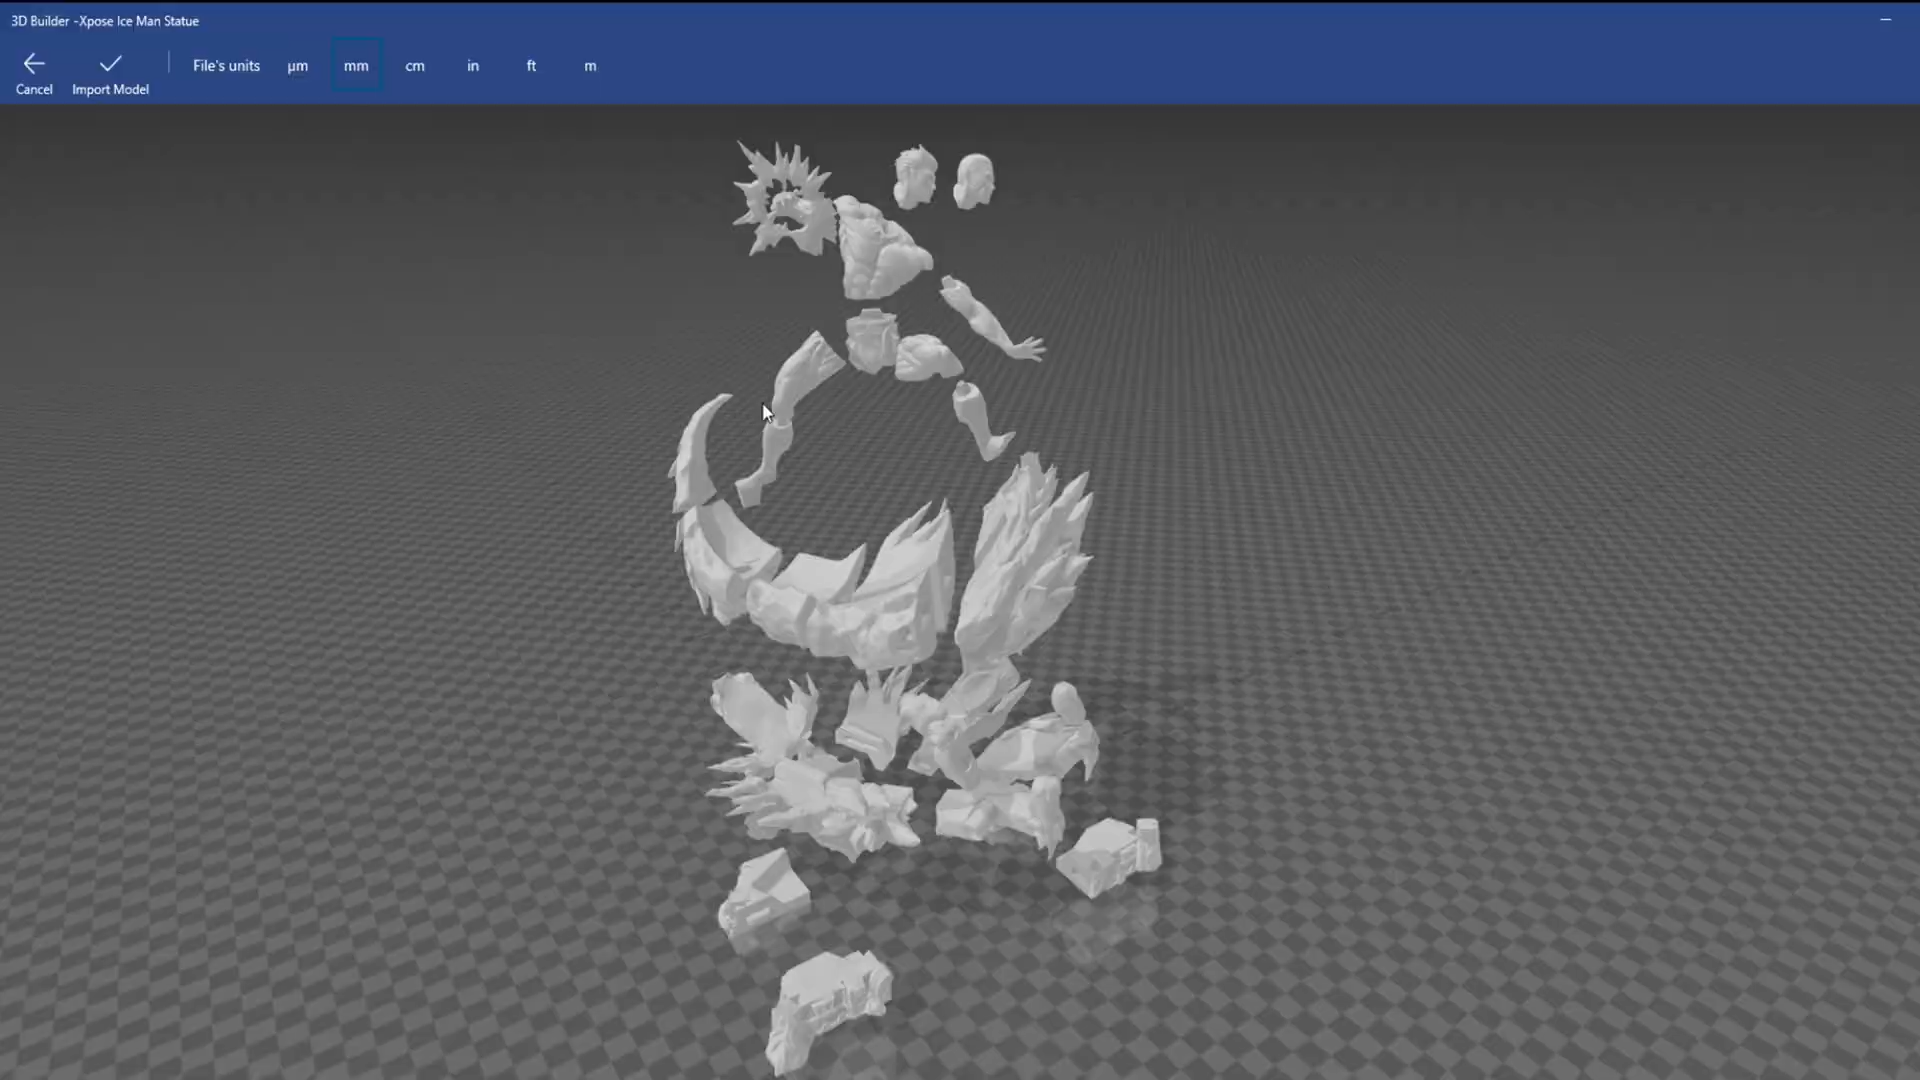 3D Builder -Xpose Ice Man Statue
File's units µm mm cm in ft m
Cancel Import Model